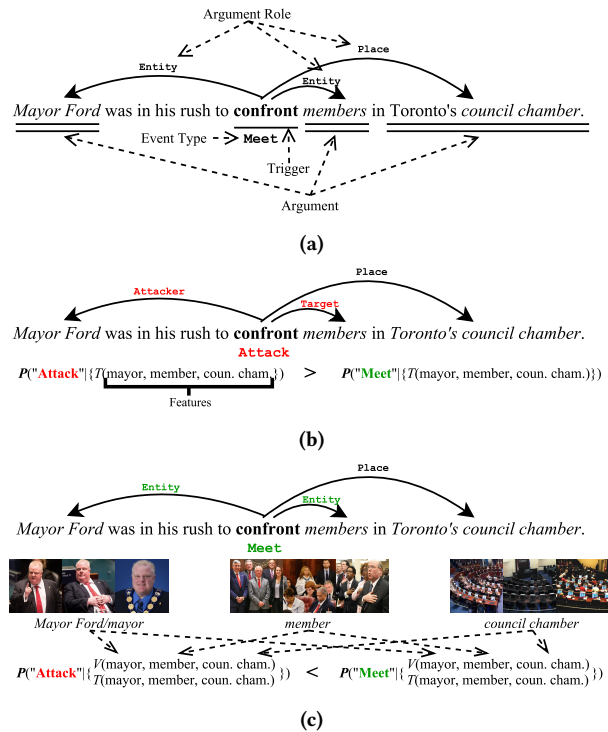 Argument Role
Entity
Place
Entity
Mayor Ford was in his rush to confront members in Toronto's council chamber.
Event Type
Meet
Trigger
Argument
(a)
Place
Attacker
Target
Mayor Ford was in his rush to confront members in Toronto's council chamber.
Attack
P("Attack"|{T(mayor, member, coun. cham.)}) > P("Meet"|{T(mayor, member, coun. cham.)})
Features
(b)
Place
Entity
Entity
Mayor Ford was in his rush to confront members in Toronto's council chamber.
Meet
Mayor Ford/mayor member council chamber
P("Attack"|{V(mayor, member, coun. cham.) T(mayor, member, coun. cham.)}) < P("Meet"|{V(mayor, member, coun. cham.) T(mayor, member, coun. cham.)})
(c)